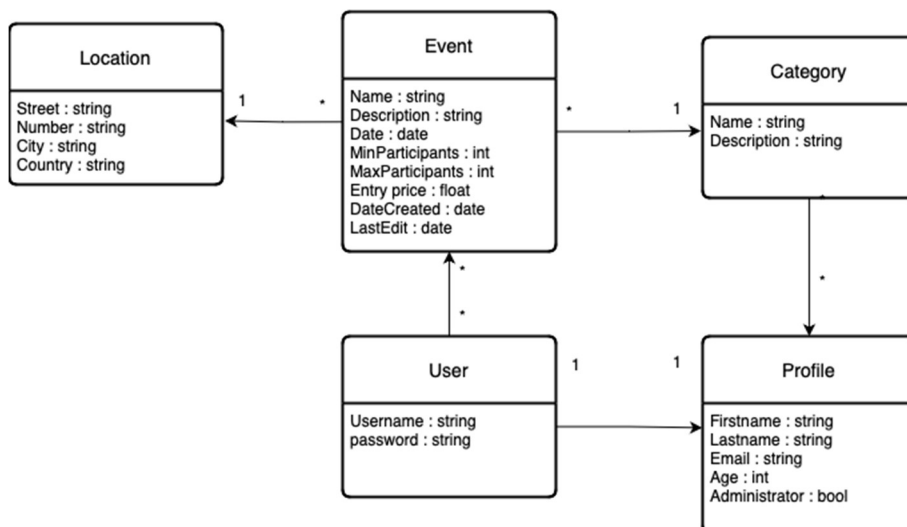 Location
Street : string
Number : string
City : string
Country : string
1
*
Event
Name : string
Description : string
Date : date
MinParticipants : int
MaxParticipants : int
Entry price : float
DateCreated : date
LastEdit : date
*
1
Category
Name : string
Description : string
*
*
*
*
User
Username : string
password : string
1
1
Profile
Firstname : string
Lastname : string
Email : string
Age : int
Administrator : bool